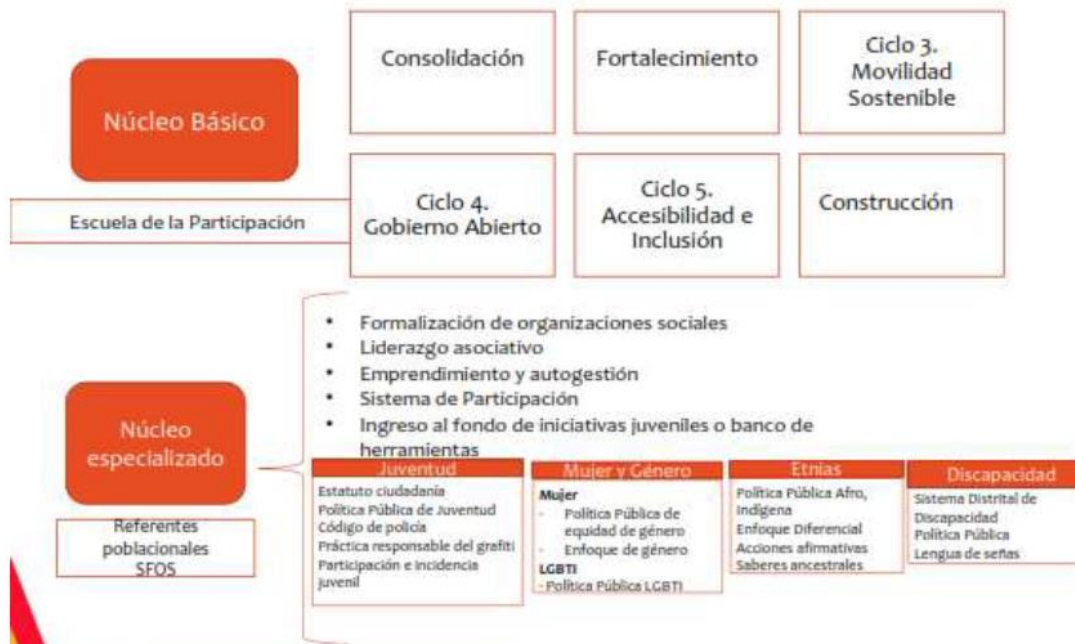 Núcleo Básico
Escuela de la Participación
Consolidación
Fortalecimiento
Ciclo 3.
Movilidad
Sostenible
Ciclo 4.
Gobierno Abierto
Ciclo 5.
Accesibilidad e
Inclusión
Construcción
Núcleo
especializado
Referentes
poblacionales
SFOS
• Formalización de organizaciones sociales
• Liderazgo asociativo
• Emprendimiento y autogestión
• Sistema de Participación
• Ingreso al fondo de iniciativas juveniles o banco de
herramientas
Juventud
Estatuto ciudadanía
Política Pública de Juventud
Código de policía
Práctica responsable del grafiti
Participación e incidencia
juvenil
Mujer y Género
Mujer
- Política Pública de
equidad de género
- Enfoque de género
LGBTI
- Política Pública LGBTI
Etnias
Política Pública Afro,
Indígena
Enfoque Diferencial
Acciones afirmativas
Saberes ancestrales
Discapacidad
Sistema Distrital de
Discapacidad
Política Pública
Lengua de señas